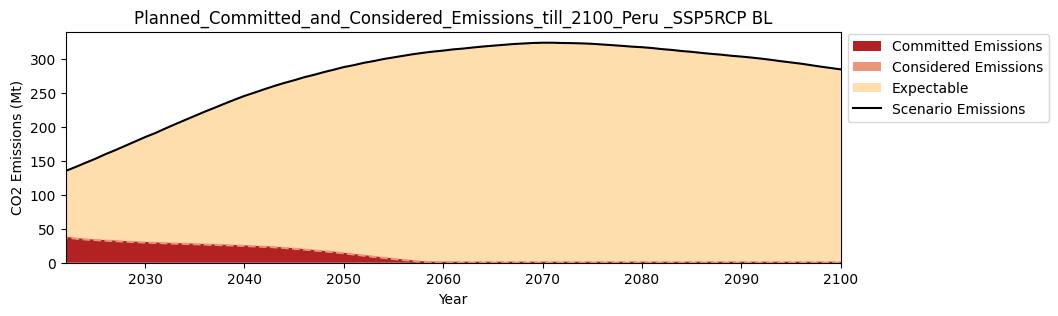 Planned_Committed_and_Considered_Emissions_till_2100_Peru _SSP5RCP BL
Committed Emissions
Considered Emissions
Expectable
Scenario Emissions
CO2 Emissions (Mt)
300
250
200
150
100
50
0
2030 2040 2050 2060 2070 2080 2090 2100
Year